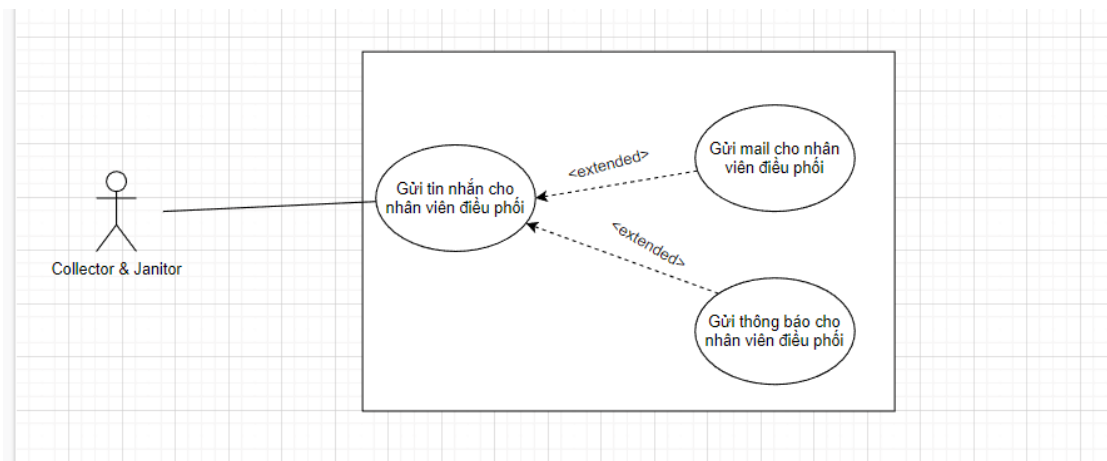 Gửi mail cho nhân
viên điều phối
<extended>
Gửi tin nhắn cho
nhân viên điều phối
<extended>
Collector & Janitor
Gửi thông báo cho
nhân viên điều phối